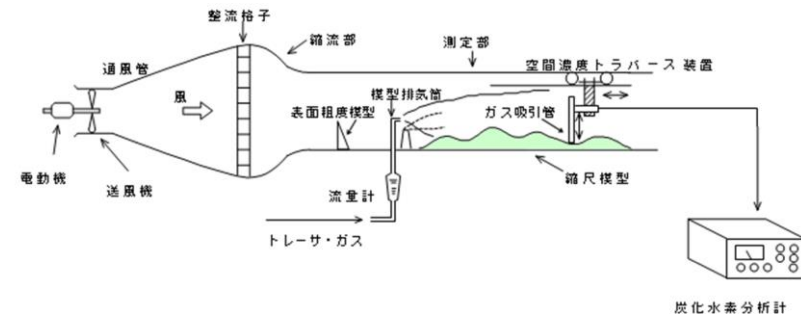 整流格子
縮流部
測定部
通風管
空間濃度トラバース装置
風
模型排気筒
表面粗度模型
ガス吸引管
電動機
送風機
流量計
縮尺模型
トレーサ・ガス
炭化水素分析計